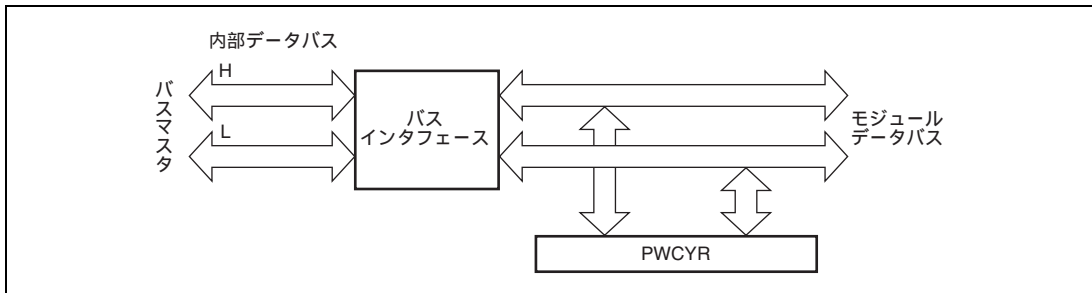 内部データバス
H
L
バスマスタ
バス
インタフェース
モジュール
データバス
PWCYR